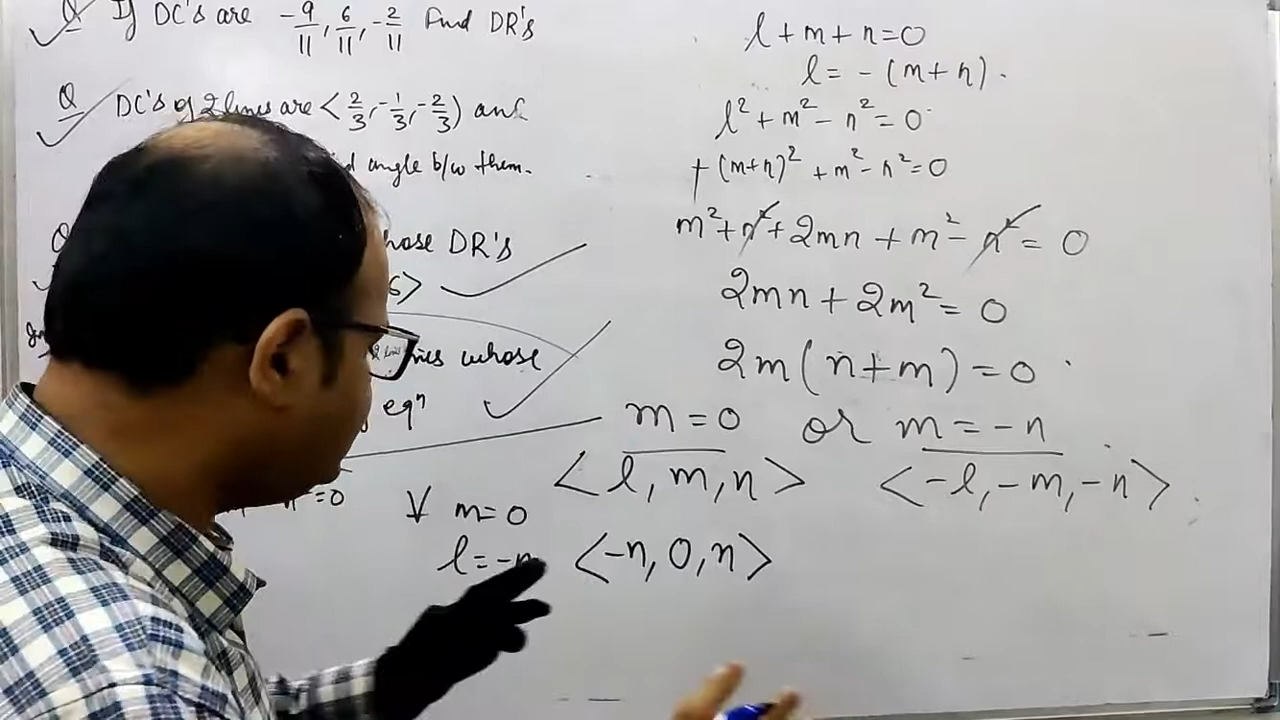 Q If DC's are -9/11, 6/11, -2/11 Find DR's
Q DC's of 2 lines are < 2/3, -1/3, -2/3 ) and
angle b/w them.
Q hose DR's
>
lines whose
eqⁿ
=0
l + m + n = 0
l = - (m + n) .
l² + m² - n² = 0
+ (m+n)² + m² - n² = 0
m² + n² + 2mn + m² - n² = 0
2mn + 2m² = 0
2m (n + m) = 0
m = 0 or m = -n
< l, m, n > < -l, -m, -n >
m = 0
l = -n < -n, 0, n >